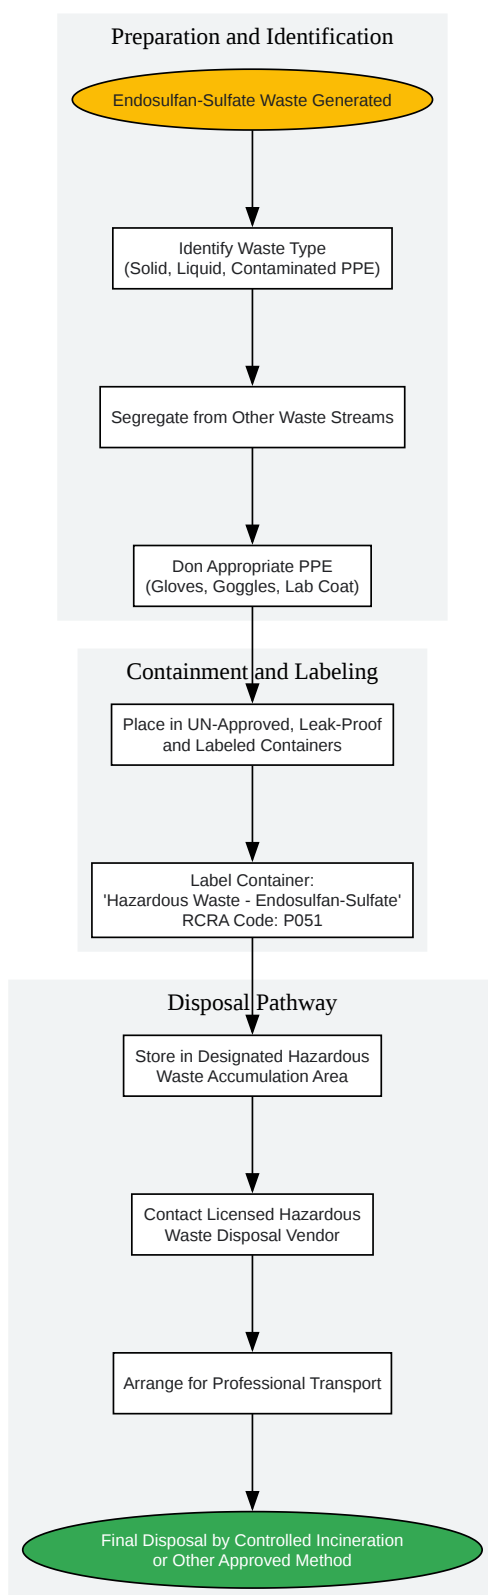 Preparation and Identification
Endosulfan-Sulfate Waste Generated
Identify Waste Type
(Solid, Liquid, Contaminated PPE)
Segregate from Other Waste Streams
Don Appropriate PPE
(Gloves, Goggles, Lab Coat)
Containment and Labeling
Place in UN-Approved, Leak-Proof
and Labeled Containers
Label Container:
'Hazardous Waste - Endosulfan-Sulfate'
RCRA Code: P051
Disposal Pathway
Store in Designated Hazardous
Waste Accumulation Area
Contact Licensed Hazardous
Waste Disposal Vendor
Arrange for Professional Transport
Final Disposal by Controlled Incineration
or Other Approved Method